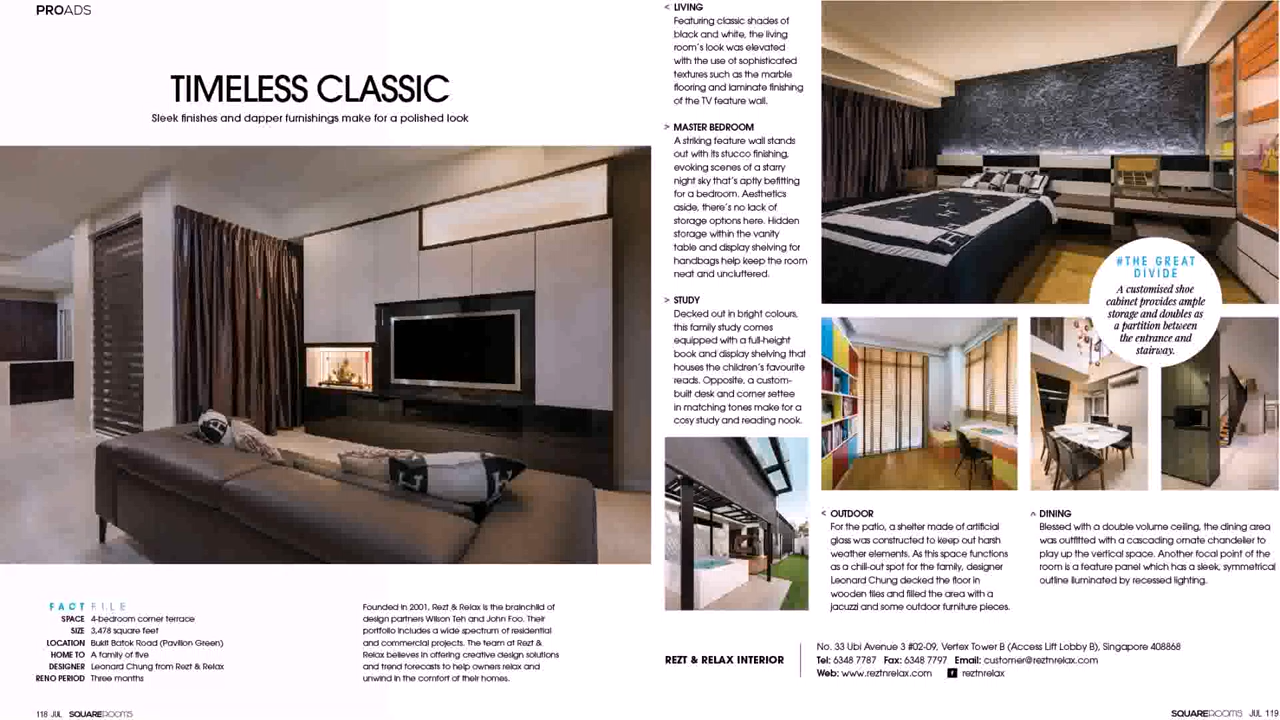 PROADS
TIMELESS CLASSIC
Sleek finishes and dapper furnishings make for a polished look
FACTFILE
SPACE 4-bedroom corner terrace
SIZE 3,478 square feet
LOCATION Bukit Batok Road (Pavilion Green)
HOME TO A family of five
DESIGNER Leonard Chung from Rezt & Relax
RENO PERIOD Three months
Founded in 2001, Rezt & Relax is the brainchild of
design partners Wilson Teh and John Foo. Their
portfolio includes a wide spectrum of residential
and commercial projects. The team at Rezt &
Relax believes in offering creative design solutions
and trend forecasts to help owners relax and
unwind in the comfort of their homes.
118 JUL SQUAREROOMS
< LIVING
Featuring classic shades of
black and white, the living
room's look was elevated
with the use of sophisticated
textures such as the marble
flooring and laminate finishing
of the TV feature wall.
> MASTER BEDROOM
A striking feature wall stands
out with its stucco finishing,
evoking scenes of a starry
night sky that's aptly befitting
for a bedroom. Aesthetics
aside, there's no lack of
storage options here. Hidden
storage within the vanity
table and display shelving for
handbags help keep the room
neat and uncluttered.
> STUDY
Decked out in bright colours,
this family study comes
equipped with a full-height
book and display shelving that
houses the children's favourite
reads. Opposite, a custom-
built desk and corner settee
in matching tones make for a
cosy study and reading nook.
#THE GREAT
DIVIDE
A customised shoe
cabinet provides ample
storage and doubles as
a partition between
the entrance and
stairway.
< OUTDOOR
For the patio, a shelter made of artificial
glass was constructed to keep out harsh
weather elements. As this space functions
as a chill-out spot for the family, designer
Leonard Chung decked the floor in
wooden tiles and filled the area with a
jacuzzi and some outdoor furniture pieces.
^ DINING
Blessed with a double volume ceiling, the dining area
was outfitted with a cascading ornate chandelier to
play up the vertical space. Another focal point of the
room is a feature panel which has a sleek, symmetrical
outline iluminated by recessed lighting.
REZT & RELAX INTERIOR
No. 33 Ubi Avenue 3 #02-09, Vertex Tower B (Access Lift Lobby B), Singapore 408868
Tel: 6348 7787 Fax: 6348 7797 Email: customer@reztnrelax.com
Web: www.reztnrelax.com f reztnrelax
SQUAREROOMS JUL 119